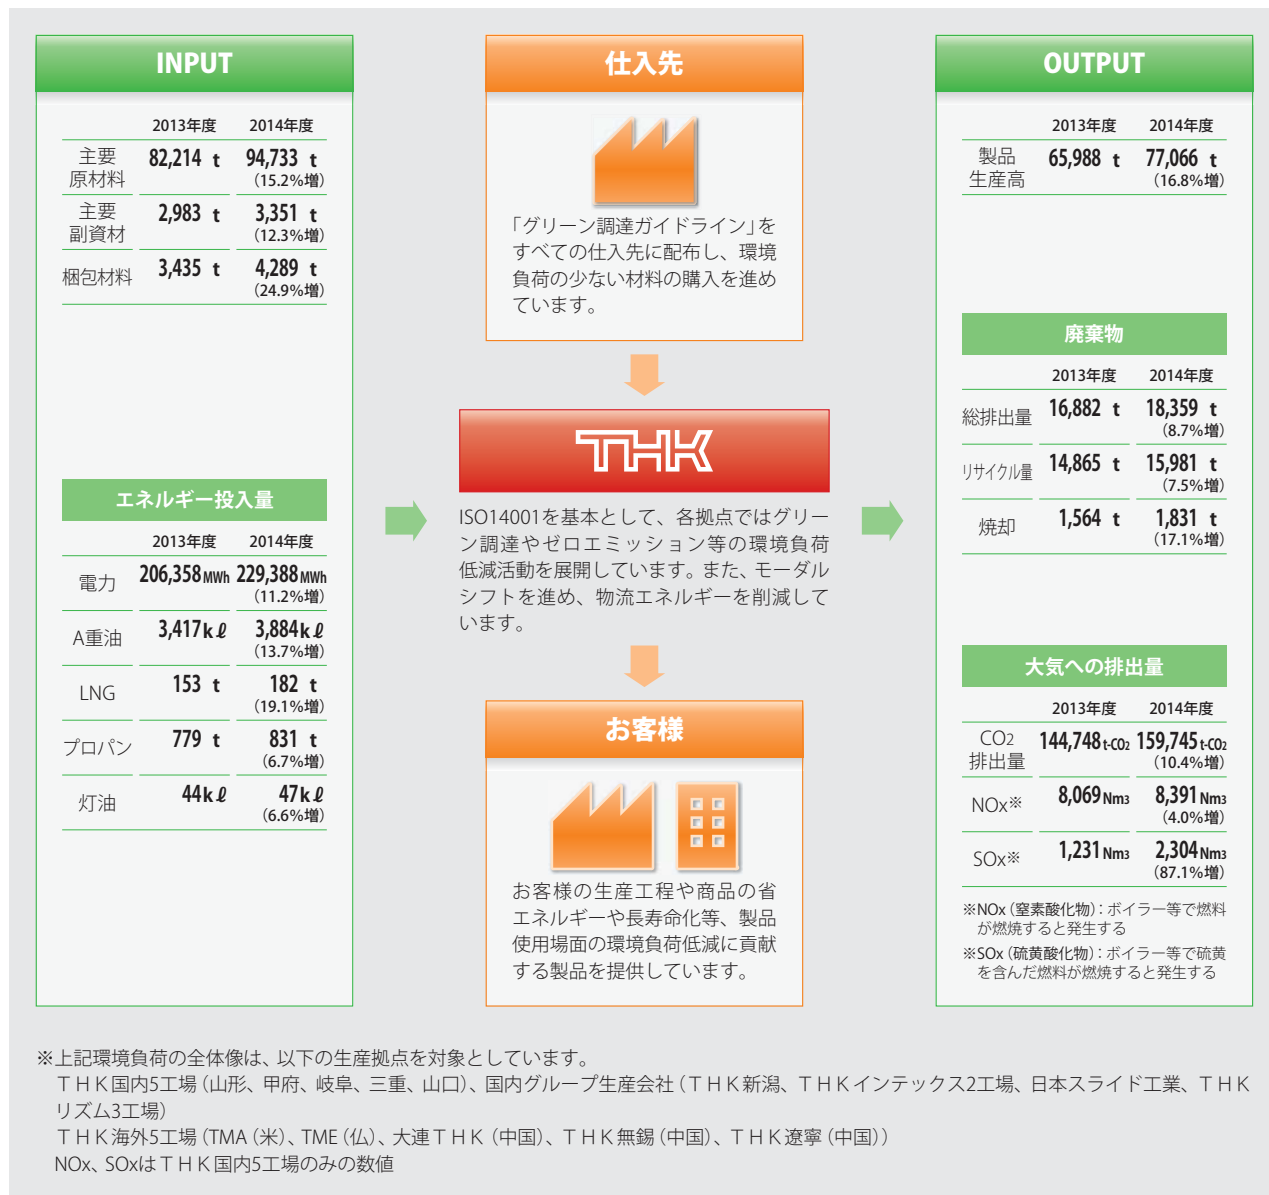 INPUT
2013年度 2014年度
主要
原材料
82,214 t 94,733 t
(15.2%増)
主要
副資材
2,983 t 3,351 t
(12.3%増)
梱包材料
3,435 t 4,289 t
(24.9%増)
エネルギー投入量
2013年度 2014年度
電力
206,358MWh 229,388MWh
(11.2%増)
A重油
3,417kℓ 3,884kℓ
(13.7%増)
LNG
153 t 182 t
(19.1%増)
プロパン
779 t 831 t
(6.7%増)
灯油
44kℓ 47kℓ
(6.6%増)
仕入先
「グリーン調達ガイドライン」を
すべての仕入先に配布し、環境
負荷の少ない材料の購入を進め
ています。
THK
ISO14001を基本として、各拠点ではグリー
ン調達やゼロエミッション等の環境負荷
低減活動を展開しています。また、モーダル
シフトを進め、物流エネルギーを削減して
います。
お客様
お客様の生産工程や商品の省
エネルギーや長寿命化等、製品
使用場面の環境負荷低減に貢献
する製品を提供しています。
OUTPUT
2013年度 2014年度
製品
生産高
65,988 t 77,066 t
(16.8%増)
廃棄物
2013年度 2014年度
総排出量
16,882 t 18,359 t
(8.7%増)
リサイクル量
14,865 t 15,981 t
(7.5%増)
焼却
1,564 t 1,831 t
(17.1%増)
大気への排出量
2013年度 2014年度
CO2
排出量
144,748t-CO2 159,745t-CO2
(10.4%増)
NOx※
8,069Nm3 8,391Nm3
(4.0%増)
SOx※
1,231Nm3 2,304Nm3
(87.1%増)
※NOx(窒素酸化物):ボイラー等で燃料
が燃焼すると発生する
※SOx(硫黄酸化物):ボイラー等で硫黄
を含んだ燃料が燃焼すると発生する
※上記環境負荷の全体像は、以下の生産拠点を対象としています。
THK国内5工場(山形、甲府、岐阜、三重、山口)、国内グループ生産会社(THK新潟、THKインテックス2工場、日本スライド工業、THK
リズム3工場)
THK海外5工場(TMA(米)、TME(仏)、大連THK(中国)、THK無錫(中国)、THK遼寧(中国))
NOx、SOxはTHK国内5工場のみの数値